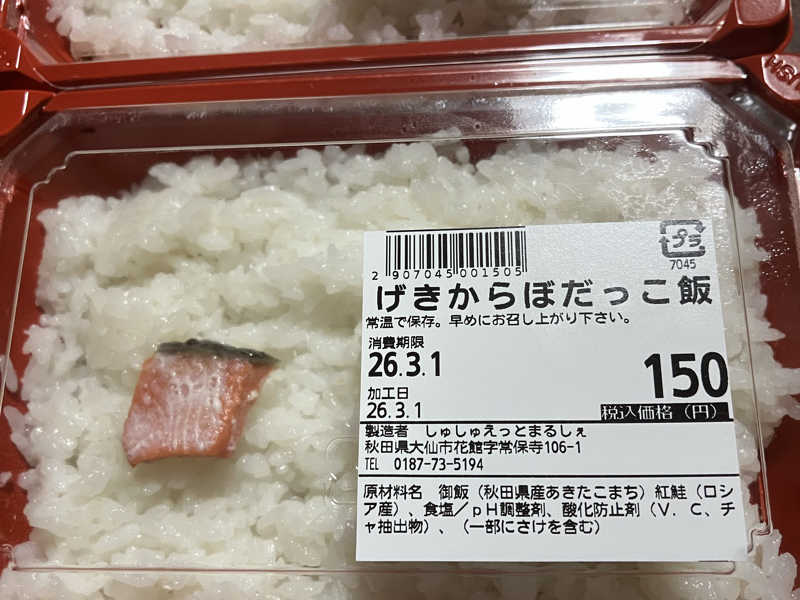 プラ
7045
2 907045 001505
げきからぼだっこ飯
常温で保存。早めにお召し上がり下さい。
消費期限
26.3.1
加工日
26.3.1
150
税込価格（円）
製造者　しゅしゅえっとまるしぇ
秋田県大仙市花館字常保寺106-1
TEL 0187-73-5194
原材料名　御飯（秋田県産あきたこまち）紅鮭（ロシ
ア産）、食塩／ｐＨ調整剤、酸化防止剤（Ｖ．Ｃ、チ
ャ抽出物）、（一部にさけを含む）